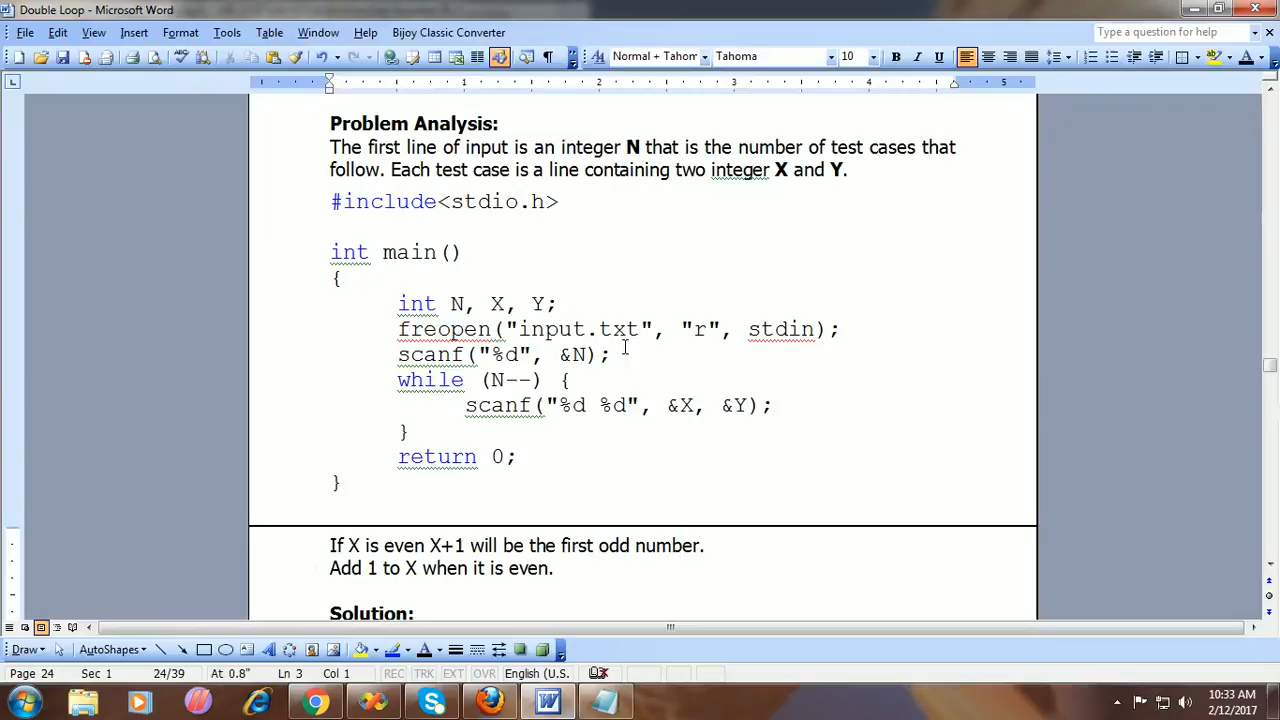 Double Loop - Microsoft Word
File Edit View Insert Format Tools Table Window Help Bijoy Classic Converter
Type a question for help
Normal + Tahom Tahoma 10 B I U
1 2 3 4 5
Problem Analysis:
The first line of input is an integer N that is the number of test cases that
follow. Each test case is a line containing two integer X and Y.
#include<stdio.h>
int main()
{
int N, X, Y;
freopen("input.txt", "r", stdin);
scanf("%d", &N);
while (N--) {
scanf("%d %d", &X, &Y);
}
return 0;
}
If X is even X+1 will be the first odd number.
Add 1 to X when it is even.
Solution:
Draw AutoShapes
Page 24 Sec 1 24/39 At 0.8" Ln 3 Col 1 REC TRK EXT OVR English (U.S.
10:33 AM
2/12/2017